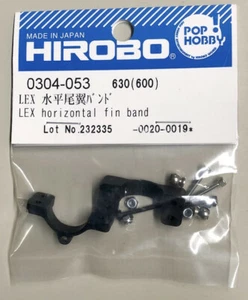 MADE IN JAPAN
HIROBO
POP
HOBBY
0304-053 630(600)
LEX 水平尾翼バンド
LEX horizontal fin band
Lot No.232335 -0020-0019*